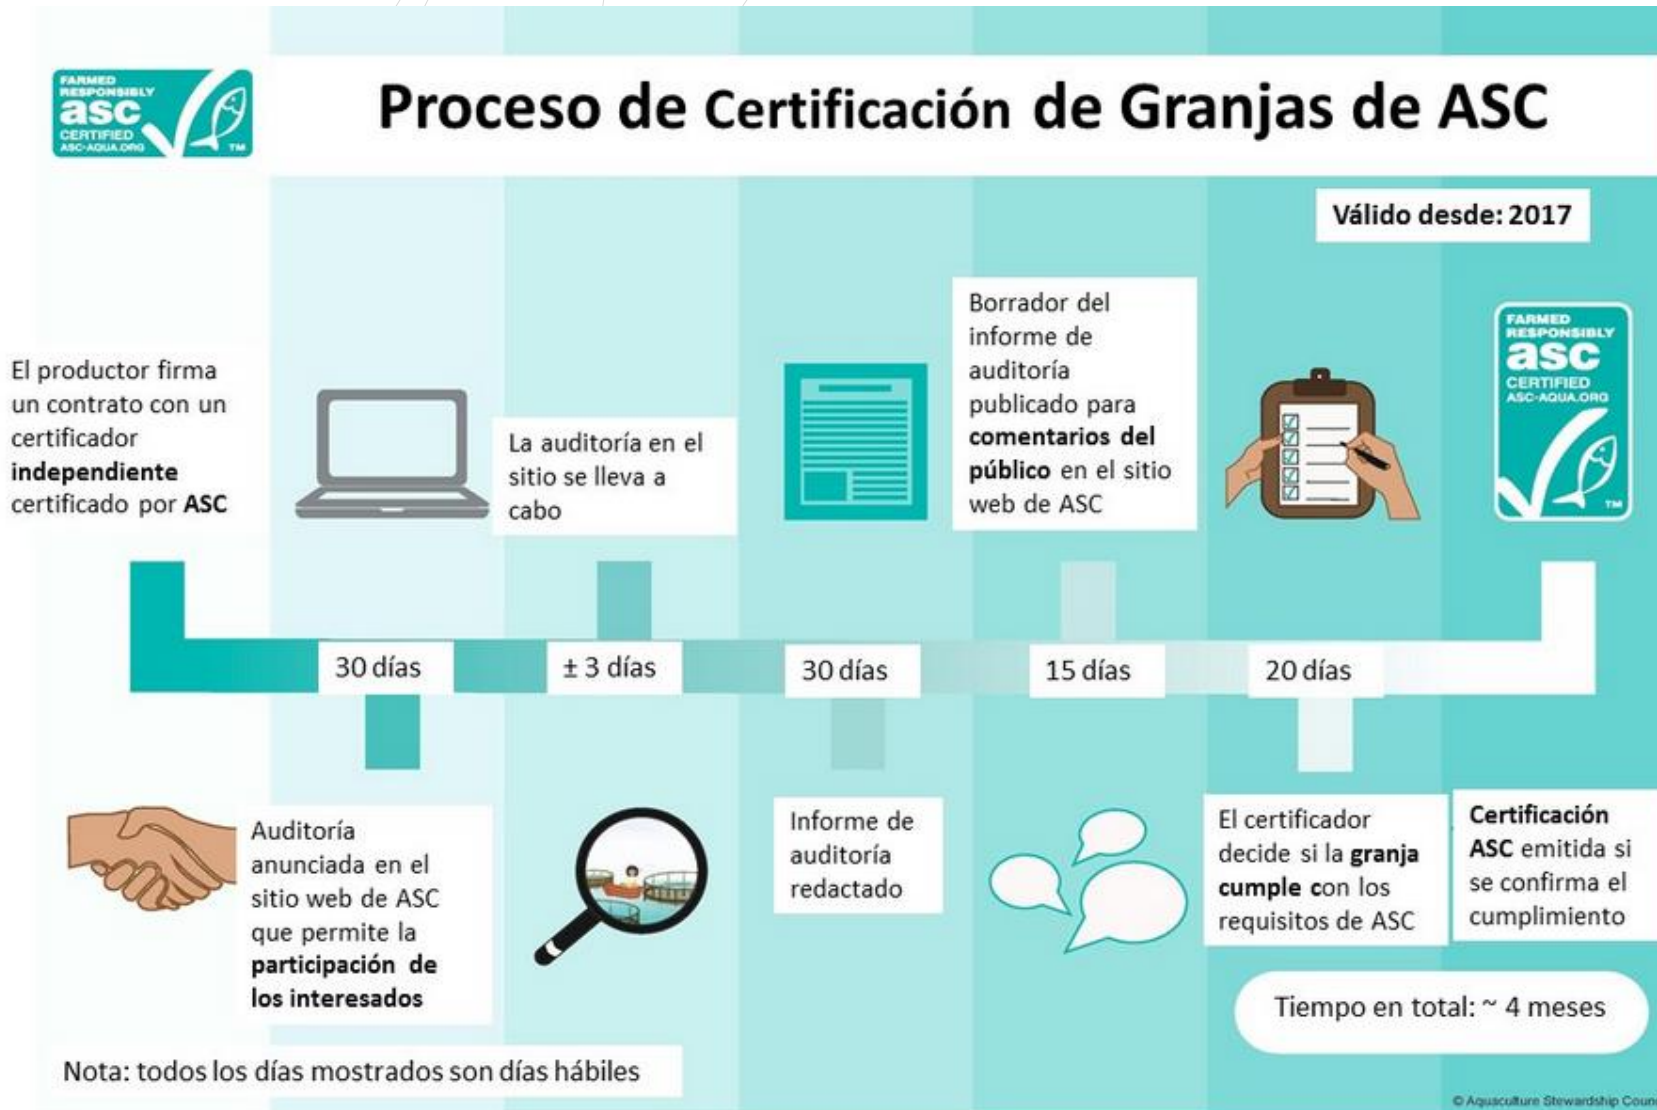 FARMED
RESPONSIBLY
asc
CERTIFIED
ASC-AQUA.ORG
TM
Proceso de Certificación de Granjas de ASC
Válido desde: 2017
El productor firma
un contrato con un
certificador
independiente
certificado por ASC
La auditoría en el
sitio se lleva a
cabo
Borrador del
informe de
auditoría
publicado para
comentarios del
público en el sitio
web de ASC
FARMED
RESPONSIBLY
asc
CERTIFIED
ASC-AQUA.ORG
TM
30 días
± 3 días
30 días
15 días
20 días
Auditoría
anunciada en el
sitio web de ASC
que permite la
participación de
los interesados
Informe de
auditoría
redactado
El certificador
decide si la granja
cumple con los
requisitos de ASC
Certificación
ASC emitida si
se confirma el
cumplimiento
Tiempo en total: ~ 4 meses
Nota: todos los días mostrados son días hábiles
© Aquaculture Stewardship Coun